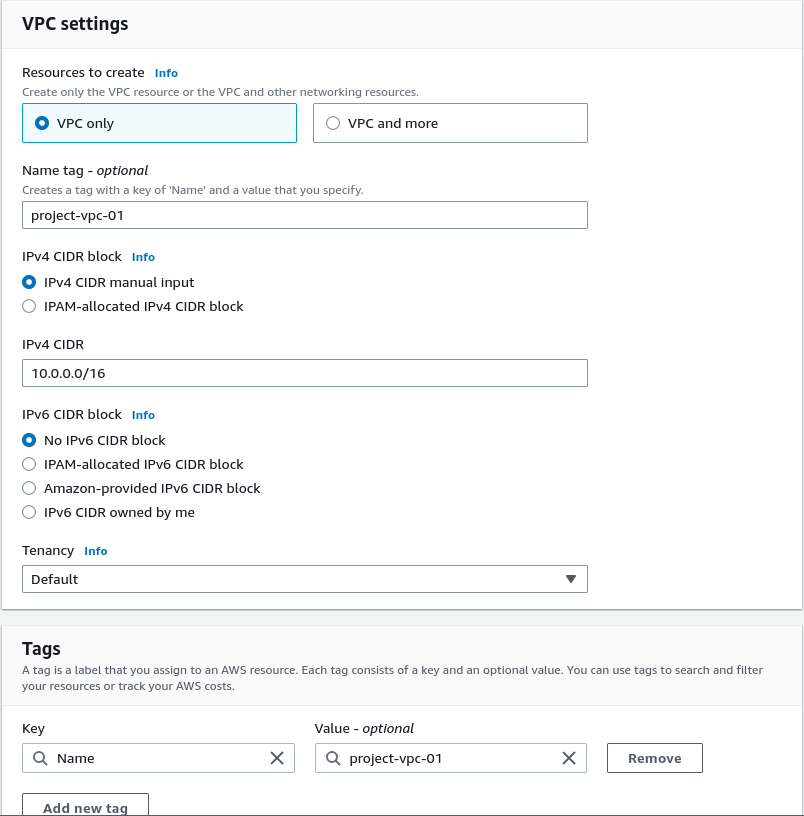 VPC settings
Resources to create Info
Create only the VPC resource or the VPC and other networking resources.
VPC only
VPC and more
Name tag - optional
Creates a tag with a key of 'Name' and a value that you specify.
project-vpc-01
IPv4 CIDR block Info
IPv4 CIDR manual input
IPAM-allocated IPv4 CIDR block
IPv4 CIDR
10.0.0.0/16
IPv6 CIDR block Info
No IPv6 CIDR block
IPAM-allocated IPv6 CIDR block
Amazon-provided IPv6 CIDR block
IPv6 CIDR owned by me
Tenancy Info
Default
Tags
A tag is a label that you assign to an AWS resource. Each tag consists of a key and an optional value. You can use tags to search and filter
your resources or track your AWS costs.
Key
Value - optional
Name
project-vpc-01
Remove
Add new tag